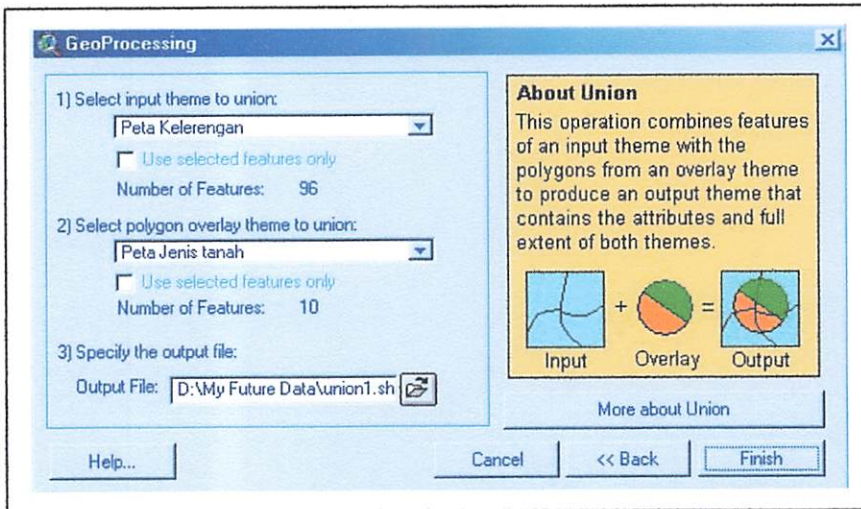 GeoProcessing
1) Select input theme to union:
Peta Kelerengan
Use selected features only
Number of Features: 96
2) Select polygon overlay theme to union:
Peta Jenis tanah
Use selected features only
Number of Features: 10
3) Specify the output file:
Output File: D:\My Future Data\union1.sh
About Union
This operation combines features
of an input theme with the
polygons from an overlay theme
to produce an output theme that
contains the attributes and full
extent of both themes.
+ =
Input Overlay Output
More about Union
Help... Cancel << Back Finish